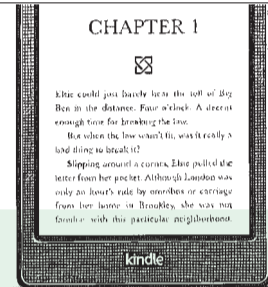 CHAPTER 1
Elsie could just barely hear the toll of Big
Ben in the distance. Four o'clock. A decent
enough time for breaking the law.
But when the law wasn't fit, was it really a
bad thing to break it?
Slipping around a corner, Elsie pulled the
letter from her pocket. Although London was
only an hour's ride by omnibus or carriage
from her home in Brookley, she was not
familiar with this particular neighborhood.
kindle